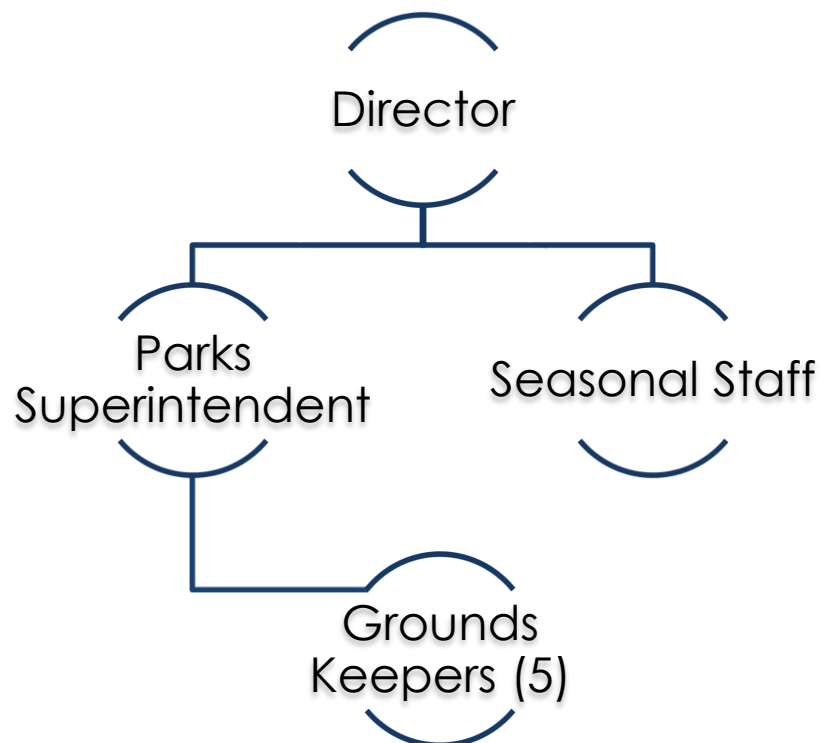 Director
Parks
Superintendent
Seasonal Staff
Grounds
Keepers (5)